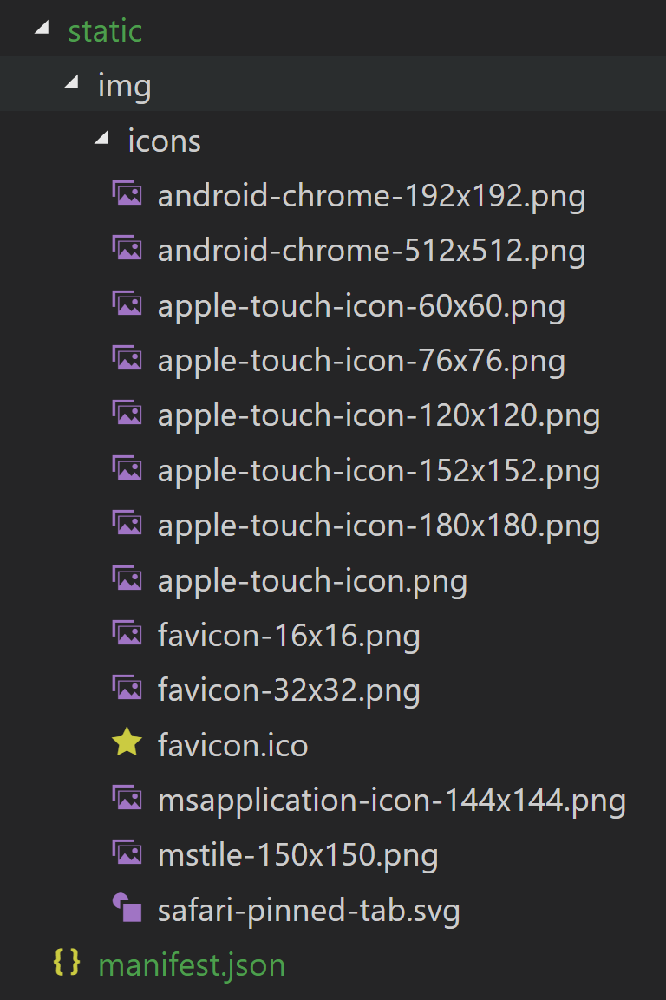 static
img
icons
android-chrome-192x192.png
android-chrome-512x512.png
apple-touch-icon-60x60.png
apple-touch-icon-76x76.png
apple-touch-icon-120x120.png
apple-touch-icon-152x152.png
apple-touch-icon-180x180.png
apple-touch-icon.png
favicon-16x16.png
favicon-32x32.png
favicon.ico
msapplication-icon-144x144.png
mstile-150x150.png
safari-pinned-tab.svg
{} manifest.json